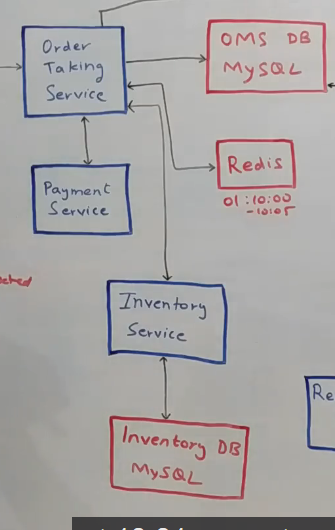 Order
Taking
Service
OMS DB
MySQL
Redis
01:10:00
-10:05
Payment
Service
Inventory
Service
Inventory DB
MySQL
Re